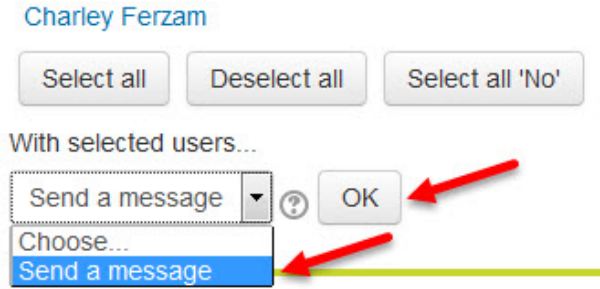 Charley Ferzam
Select all Deselect all Select all 'No'
With selected users...
Send a message ? OK
Choose...
Send a message